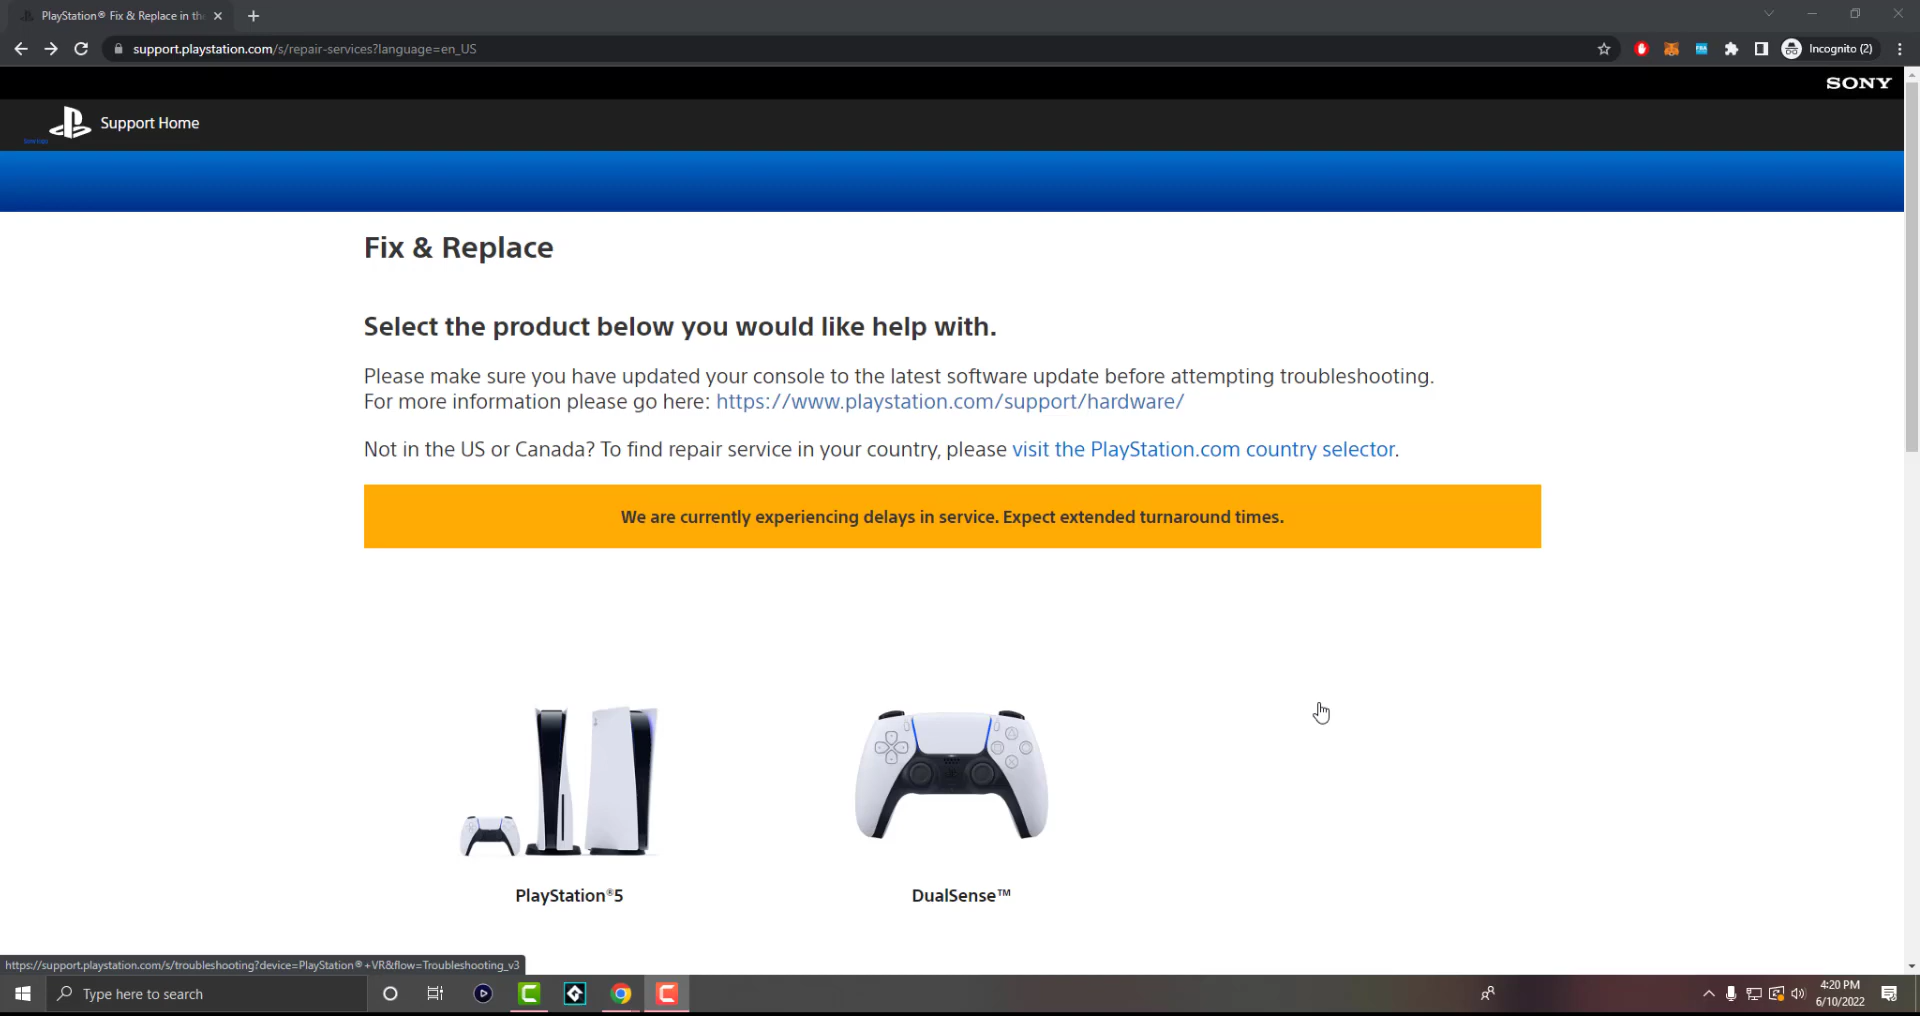 PlayStation® Fix & Replace in the
support.playstation.com/s/repair-services?language=en_US
Incognito (2)
SONY
Support Home
Fix & Replace
Select the product below you would like help with.
Please make sure you have updated your console to the latest software update before attempting troubleshooting.
For more information please go here: https://www.playstation.com/support/hardware/
Not in the US or Canada? To find repair service in your country, please visit the PlayStation.com country selector.
We are currently experiencing delays in service. Expect extended turnaround times.
PlayStation®5
DualSense™
https://support.playstation.com/s/troubleshooting?device=PlayStation®+VR&flow=Troubleshooting_v3
Type here to search
4:20 PM
6/10/2022